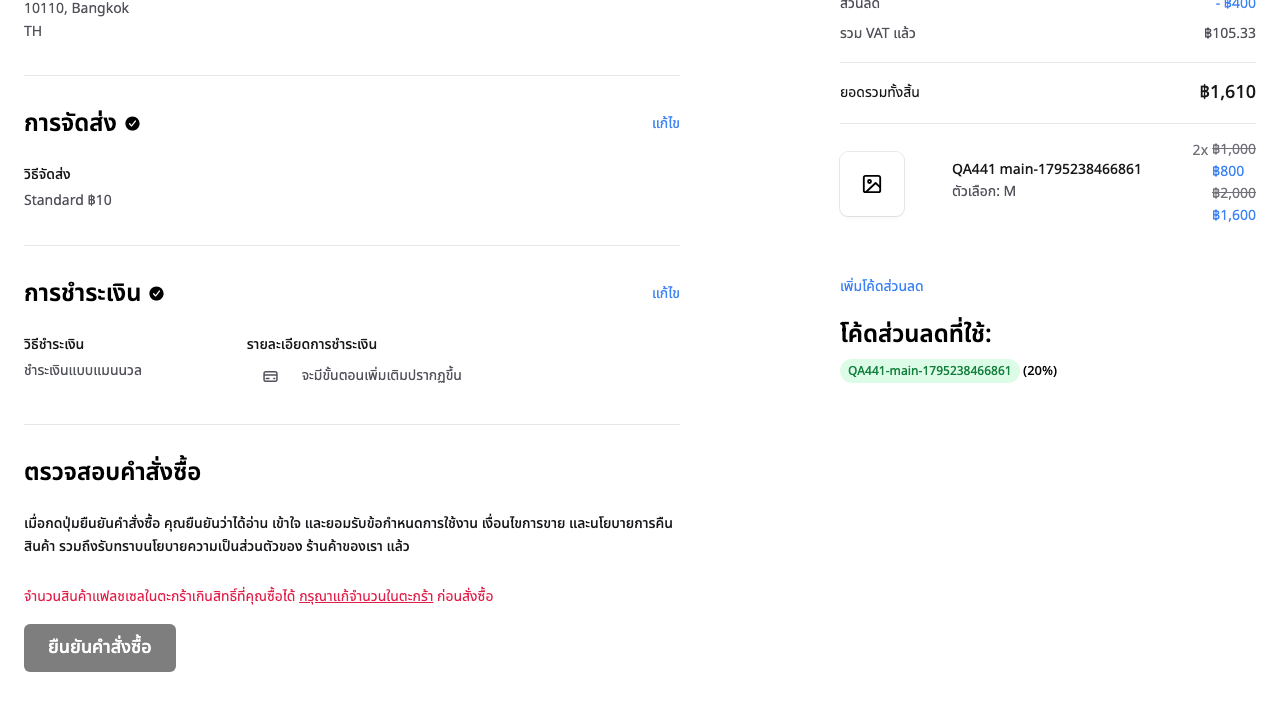 10110, Bangkok
TH
การจัดส่ง
แก้ไข
วิธีจัดส่ง
Standard ฿10
การชำระเงิน
แก้ไข
วิธีชำระเงิน
ชำระเงินแบบแมนนวล
รายละเอียดการชำระเงิน
จะมีขั้นตอนเพิ่มเติมปรากฏขึ้น
ตรวจสอบคำสั่งซื้อ
เมื่อกดปุ่มยืนยันคำสั่งซื้อ คุณยืนยันว่าได้อ่าน เข้าใจ และยอมรับข้อกำหนดการใช้งาน เงื่อนไขการขาย และนโยบายการคืน
สินค้า รวมถึงรับทราบนโยบายความเป็นส่วนตัวของ ร้านค้าของเรา แล้ว
จำนวนสินค้าแฟลชเซลในตะกร้าเกินสิทธิ์ที่คุณซื้อได้ กรุณาแก้จำนวนในตะกร้า ก่อนสั่งซื้อ
ยืนยันคำสั่งซื้อ
ส่วนลด - ฿400
รวม VAT แล้ว ฿105.33
ยอดรวมทั้งสิ้น ฿1,610
QA441 main-1795238466861
ตัวเลือก: M
2x ฿1,000
฿800
฿2,000
฿1,600
เพิ่มโค้ดส่วนลด
โค้ดส่วนลดที่ใช้:
QA441-main-1795238466861 (20%)